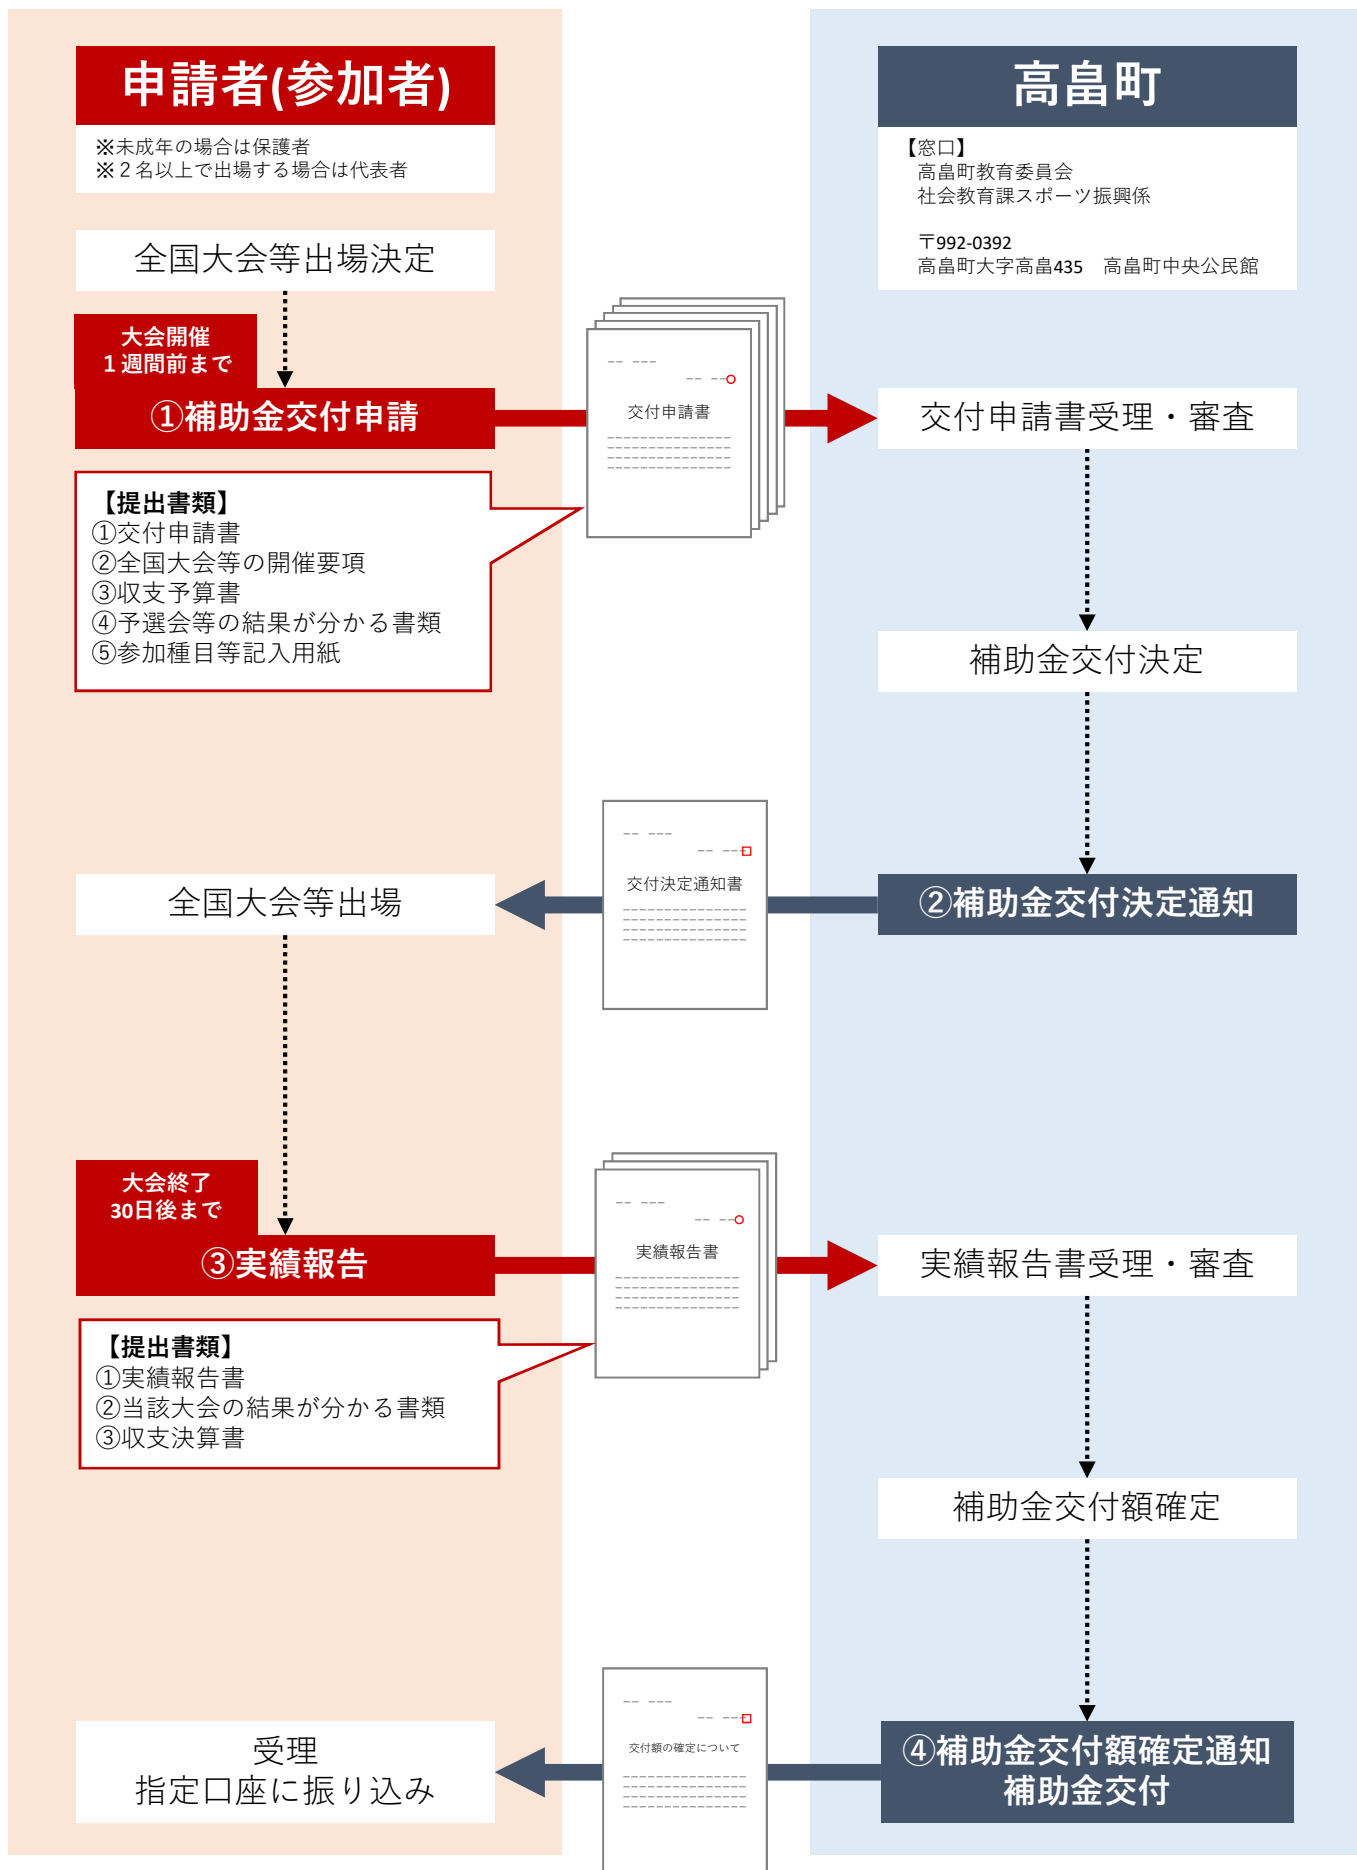 申請者(参加者)
※未成年の場合は保護者
※２名以上で出場する場合は代表者
高畠町
【窓口】
高畠町教育委員会
社会教育課スポーツ振興係
〒992-0392
高畠町大字高畠435　高畠町中央公民館
全国大会等出場決定
大会開催
１週間前まで
①補助金交付申請
交付申請書
交付申請書受理・審査
【提出書類】
①交付申請書
②全国大会等の開催要項
③収支予算書
④予選会等の結果が分かる書類
⑤参加種目等記入用紙
補助金交付決定
②補助金交付決定通知
交付決定通知書
全国大会等出場
大会終了
30日後まで
③実績報告
実績報告書
実績報告書受理・審査
【提出書類】
①実績報告書
②当該大会の結果が分かる書類
③収支決算書
補助金交付額確定
④補助金交付額確定通知
補助金交付
交付額の確定について
受理
指定口座に振り込み